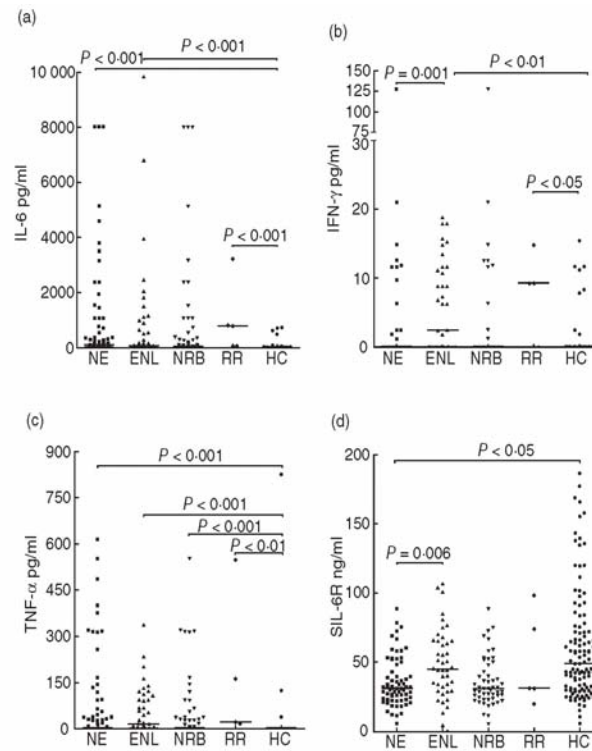 (a)
P < 0·001
P < 0·001
10 000
8000
6000
4000
2000
0
IL-6 pg/ml
P < 0·001
NE ENL NRB RR HC
(b)
P < 0·01
P = 0·001
150
125
100
75
50
30
20
10
0
IFN-γ pg/ml
P < 0·05
NE ENL NRB RR HC
(c)
P < 0·001
P < 0·001
P < 0·001
P < 0·01
900
750
600
450
300
150
0
TNF-α pg/ml
NE ENL NRB RR HC
(d)
P < 0·05
P = 0·006
200
150
100
50
0
SIL-6R ng/ml
NE ENL NRB RR HC